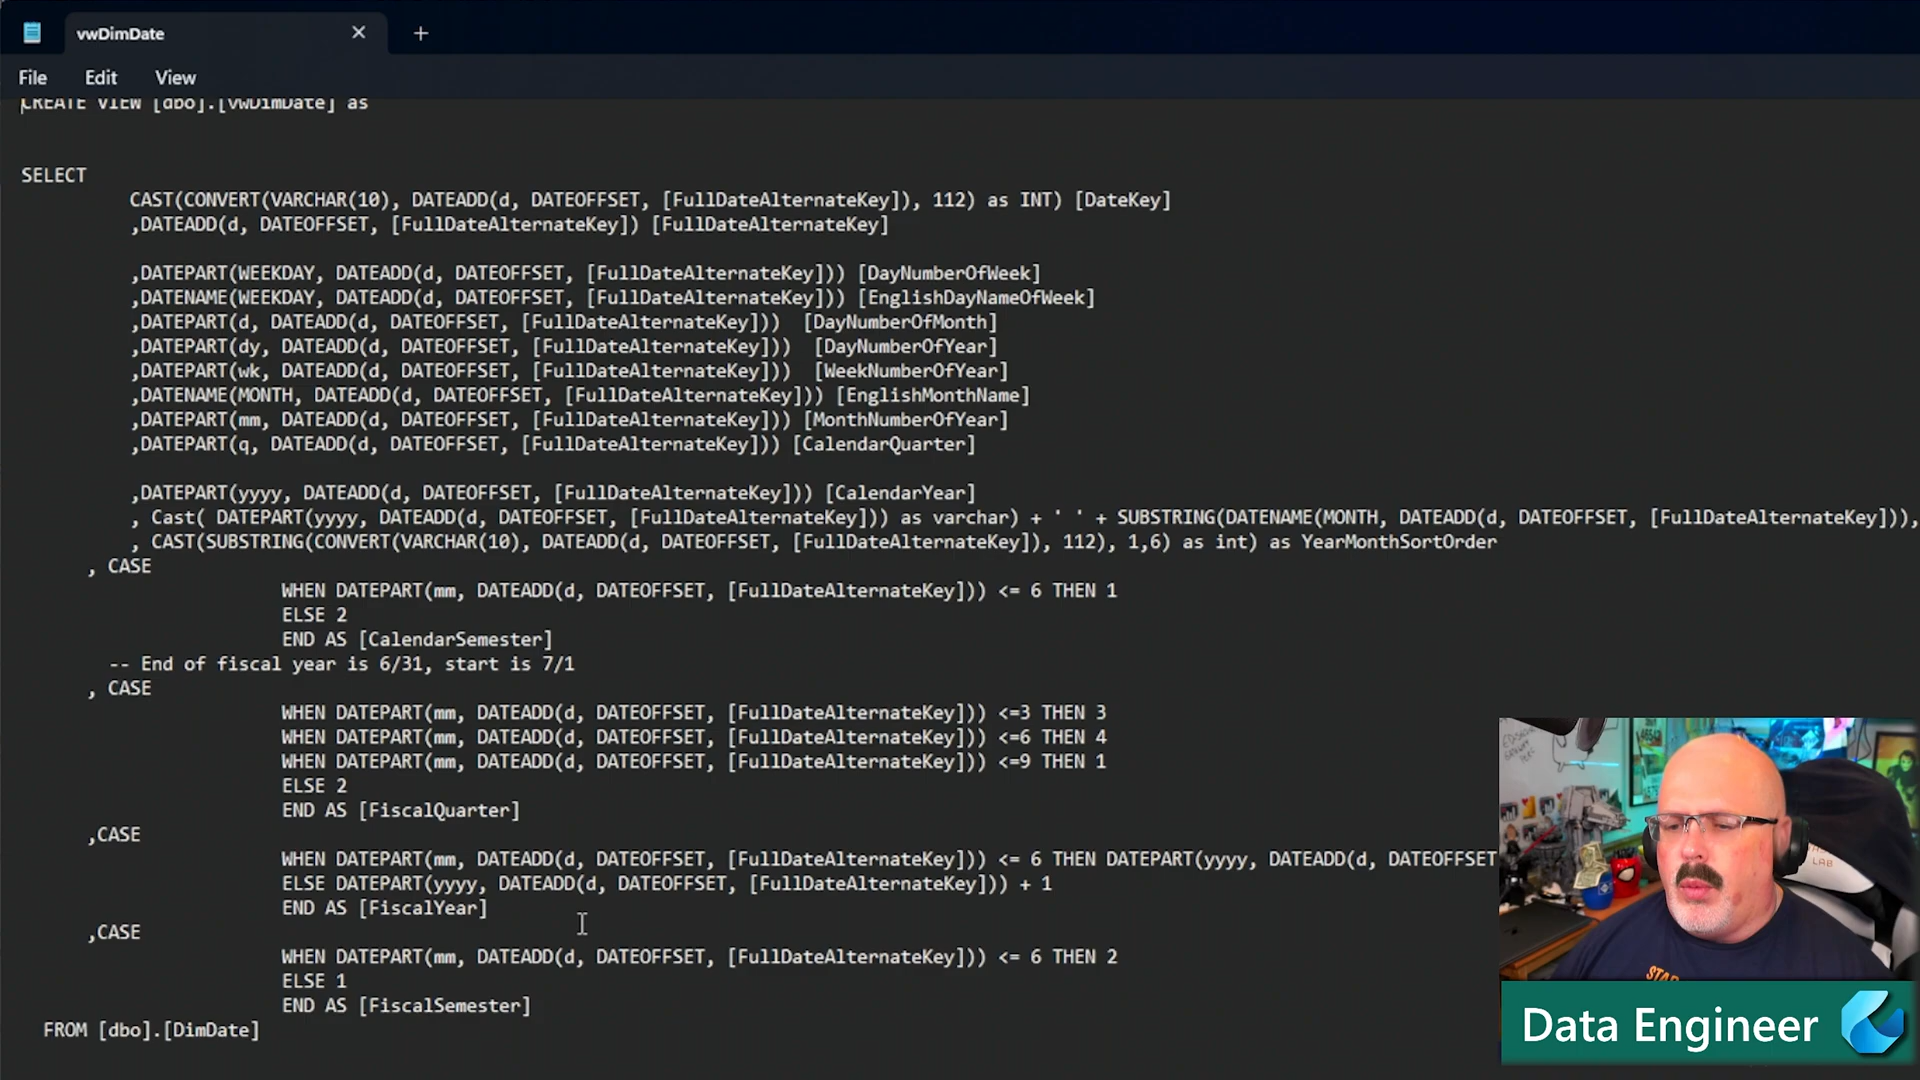 vwDimDate
File Edit View
CREATE VIEW [dbo].[vwDimDate] as
SELECT
CAST(CONVERT(VARCHAR(10), DATEADD(d, DATEOFFSET, [FullDateAlternateKey]), 112) as INT) [DateKey]
,DATEADD(d, DATEOFFSET, [FullDateAlternateKey]) [FullDateAlternateKey]
,DATEPART(WEEKDAY, DATEADD(d, DATEOFFSET, [FullDateAlternateKey])) [DayNumberOfWeek]
,DATENAME(WEEKDAY, DATEADD(d, DATEOFFSET, [FullDateAlternateKey])) [EnglishDayNameOfWeek]
,DATEPART(d, DATEADD(d, DATEOFFSET, [FullDateAlternateKey])) [DayNumberOfMonth]
,DATEPART(dy, DATEADD(d, DATEOFFSET, [FullDateAlternateKey])) [DayNumberOfYear]
,DATEPART(wk, DATEADD(d, DATEOFFSET, [FullDateAlternateKey])) [WeekNumberOfYear]
,DATENAME(MONTH, DATEADD(d, DATEOFFSET, [FullDateAlternateKey])) [EnglishMonthName]
,DATEPART(mm, DATEADD(d, DATEOFFSET, [FullDateAlternateKey])) [MonthNumberOfYear]
,DATEPART(q, DATEADD(d, DATEOFFSET, [FullDateAlternateKey])) [CalendarQuarter]
,DATEPART(yyyy, DATEADD(d, DATEOFFSET, [FullDateAlternateKey])) [CalendarYear]
, Cast( DATEPART(yyyy, DATEADD(d, DATEOFFSET, [FullDateAlternateKey])) as varchar) + ' ' + SUBSTRING(DATENAME(MONTH, DATEADD(d, DATEOFFSET, [FullDateAlternateKey])),
, CAST(SUBSTRING(CONVERT(VARCHAR(10), DATEADD(d, DATEOFFSET, [FullDateAlternateKey]), 112), 1,6) as int) as YearMonthSortOrder
, CASE
WHEN DATEPART(mm, DATEADD(d, DATEOFFSET, [FullDateAlternateKey])) <= 6 THEN 1
ELSE 2
END AS [CalendarSemester]
-- End of fiscal year is 6/31, start is 7/1
, CASE
WHEN DATEPART(mm, DATEADD(d, DATEOFFSET, [FullDateAlternateKey])) <=3 THEN 3
WHEN DATEPART(mm, DATEADD(d, DATEOFFSET, [FullDateAlternateKey])) <=6 THEN 4
WHEN DATEPART(mm, DATEADD(d, DATEOFFSET, [FullDateAlternateKey])) <=9 THEN 1
ELSE 2
END AS [FiscalQuarter]
,CASE
WHEN DATEPART(mm, DATEADD(d, DATEOFFSET, [FullDateAlternateKey])) <= 6 THEN DATEPART(yyyy, DATEADD(d, DATEOFFSET
ELSE DATEPART(yyyy, DATEADD(d, DATEOFFSET, [FullDateAlternateKey])) + 1
END AS [FiscalYear]
,CASE
WHEN DATEPART(mm, DATEADD(d, DATEOFFSET, [FullDateAlternateKey])) <= 6 THEN 2
ELSE 1
END AS [FiscalSemester]
FROM [dbo].[DimDate]
LAB
Data Engineer